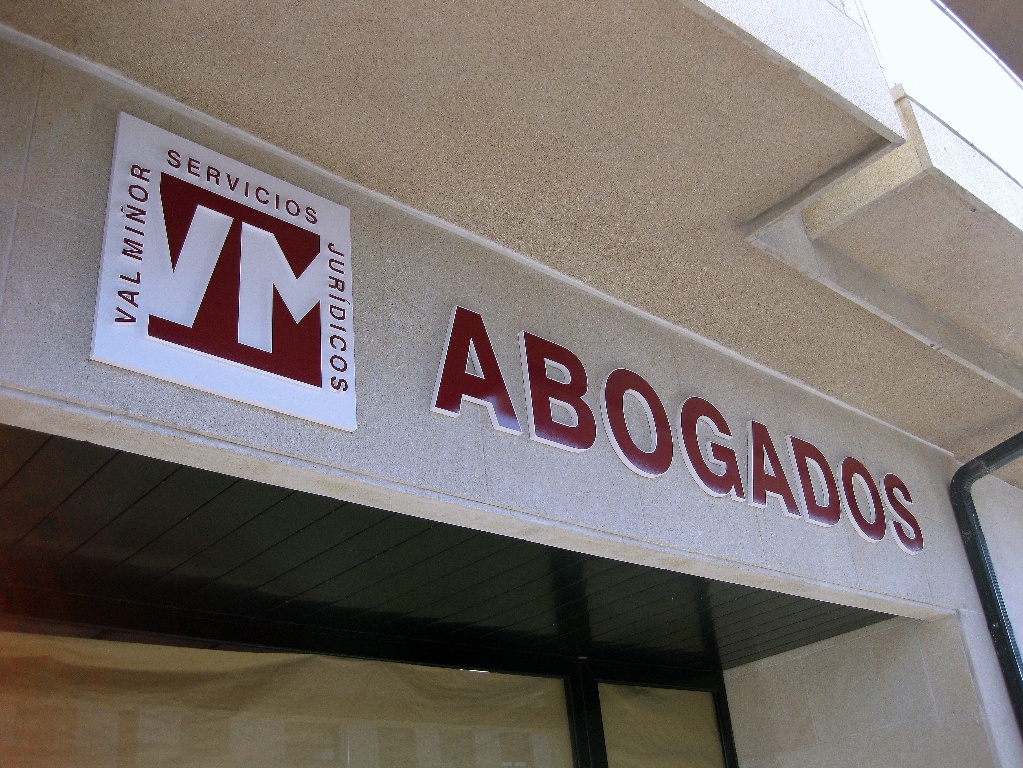 VAL MIÑOR
SERVICIOS
JURÍDICOS
VM
ABOGADOS